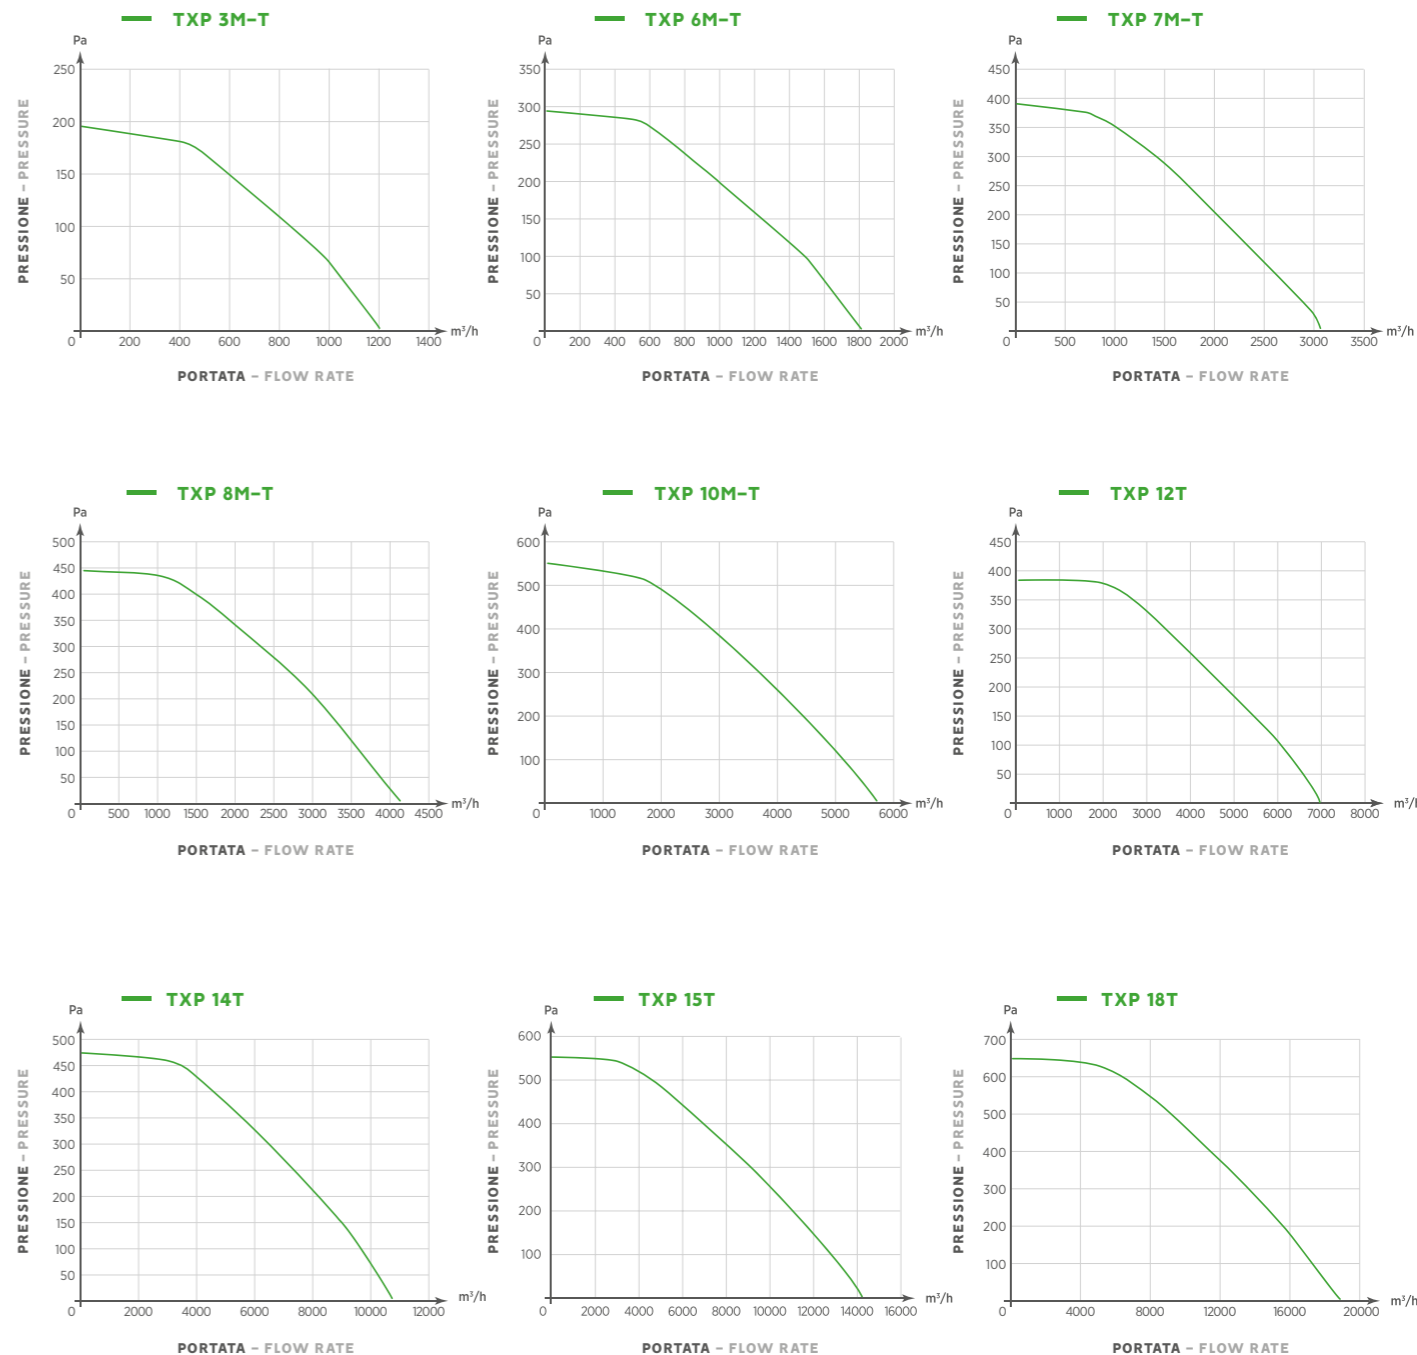 TXP 3M–T
Pa
250
200
150
100
50
0 200 400 600 800 1000 1200 1400
m³/h
PRESSIONE – PRESSURE
PORTATA – FLOW RATE
TXP 6M–T
Pa
350
300
250
200
150
100
50
0 200 400 600 800 1000 1200 1400 1600 1800 2000
m³/h
PRESSIONE – PRESSURE
PORTATA – FLOW RATE
TXP 7M–T
Pa
450
400
350
300
250
200
150
100
50
0 500 1000 1500 2000 2500 3000 3500
m³/h
PRESSIONE – PRESSURE
PORTATA – FLOW RATE
TXP 8M–T
Pa
500
450
400
350
300
250
200
150
100
50
0 500 1000 1500 2000 2500 3000 3500 4000 4500
m³/h
PRESSIONE – PRESSURE
PORTATA – FLOW RATE
TXP 10M–T
Pa
600
500
400
300
200
100
0 1000 2000 3000 4000 5000 6000
m³/h
PRESSIONE – PRESSURE
PORTATA – FLOW RATE
TXP 12T
Pa
450
400
350
300
250
200
150
100
50
0 1000 2000 3000 4000 5000 6000 7000 8000
m³/h
PRESSIONE – PRESSURE
PORTATA – FLOW RATE
TXP 14T
Pa
500
450
400
350
300
250
200
150
100
50
0 2000 4000 6000 8000 10000 12000
m³/h
PRESSIONE – PRESSURE
PORTATA – FLOW RATE
TXP 15T
Pa
600
500
400
300
200
100
0 2000 4000 6000 8000 10000 12000 14000 16000
m³/h
PRESSIONE – PRESSURE
PORTATA – FLOW RATE
TXP 18T
Pa
700
600
500
400
300
200
100
0 4000 8000 12000 16000 20000
m³/h
PRESSIONE – PRESSURE
PORTATA – FLOW RATE